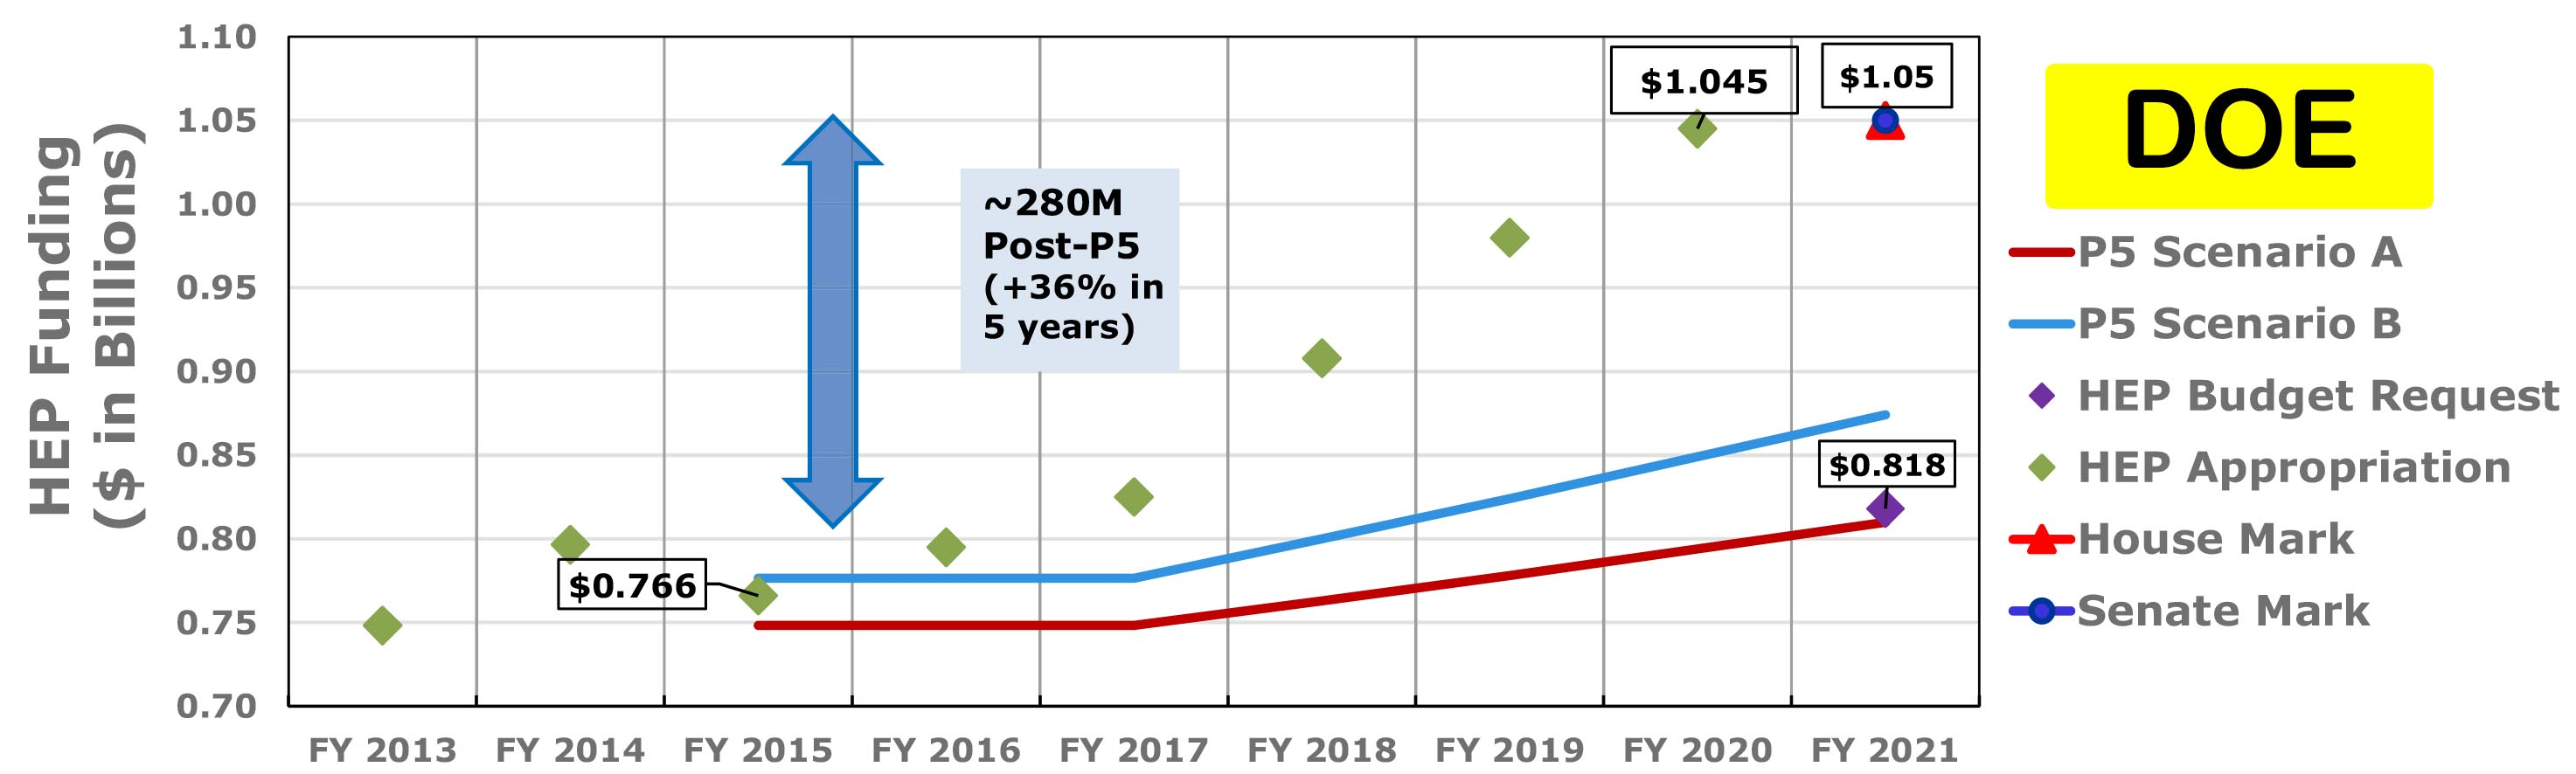 HEP Funding
($ in Billions)
1.10
1.05
1.00
0.95
0.90
0.85
0.80
0.75
0.70
$0.766
~280M
Post-P5
(+36% in
5 years)
$1.045
$1.05
$0.818
FY 2013
FY 2014
FY 2015
FY 2016
FY 2017
FY 2018
FY 2019
FY 2020
FY 2021
DOE
P5 Scenario A
P5 Scenario B
HEP Budget Request
HEP Appropriation
House Mark
Senate Mark